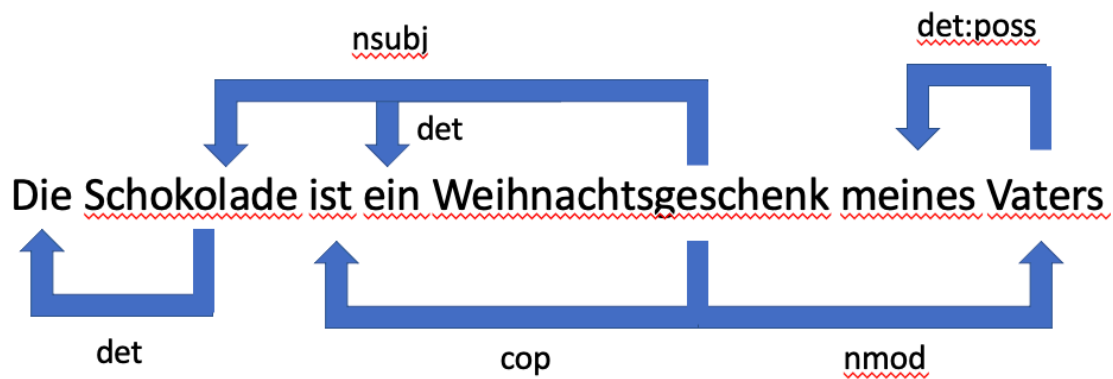 nsubj
det:poss
det
Die Schokolade ist ein Weihnachtsgeschenk meines Vaters
det
cop
nmod